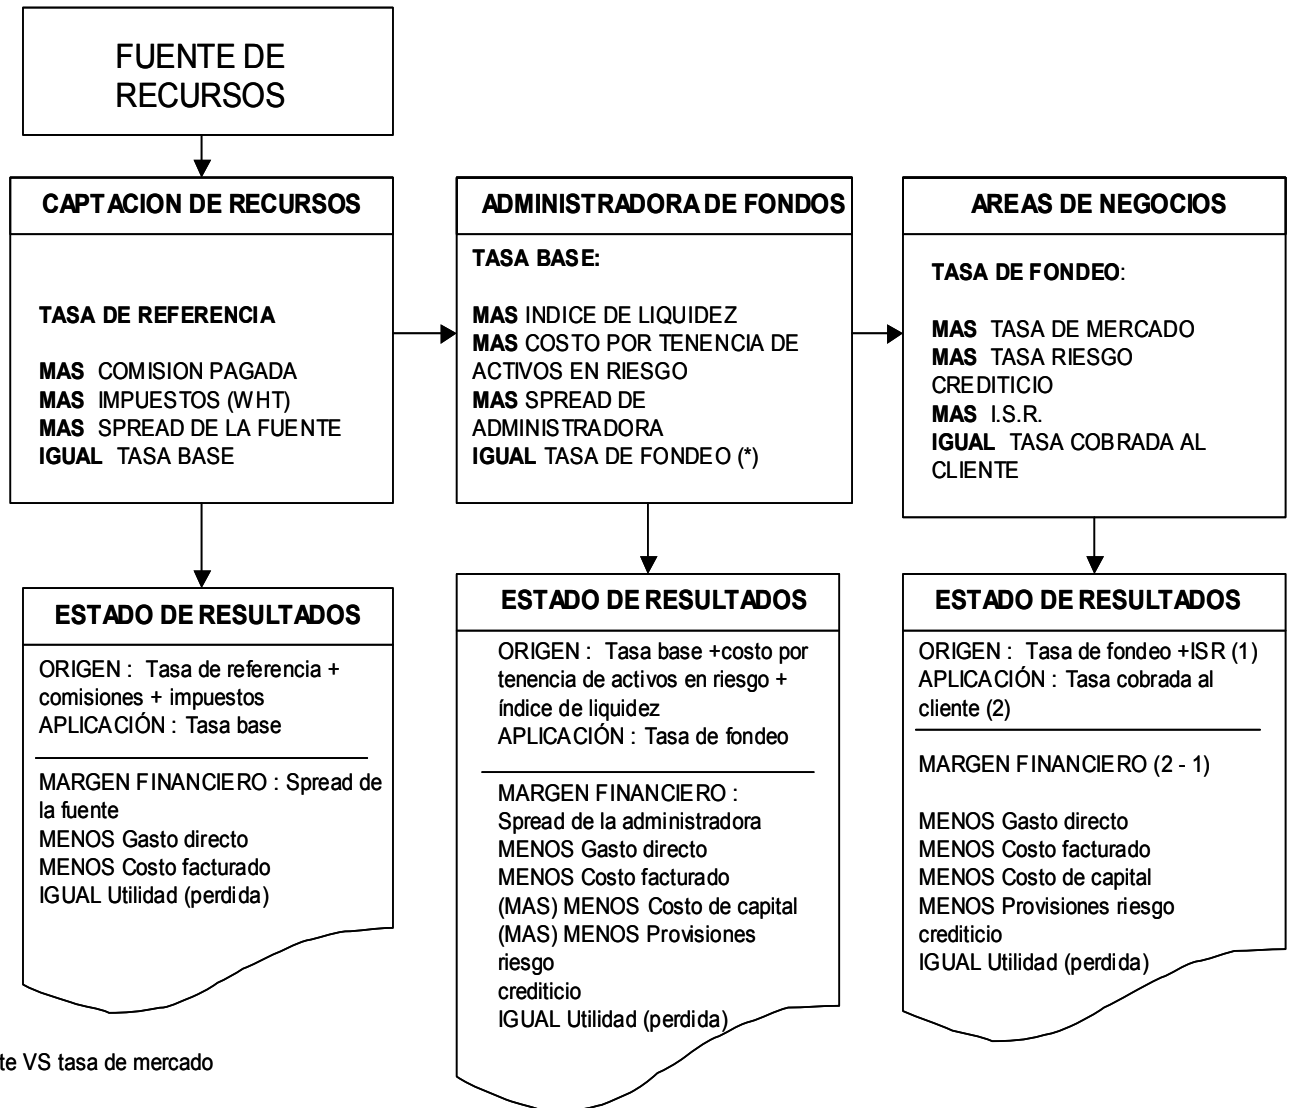 FUENTE DE
RECURSOS
CAPTACION DE RECURSOS
TASA DE REFERENCIA
MAS COMISION PAGADA
MAS IMPUESTOS (WHT)
MAS SPREAD DE LA FUENTE
IGUAL TASA BASE
ADMINISTRADORA DE FONDOS
TASA BASE:
MAS INDICE DE LIQUIDEZ
MAS COSTO POR TENENCIA DE
ACTIVOS EN RIESGO
MAS SPREAD DE
ADMINISTRADORA
IGUAL TASA DE FONDEO (*)
AREAS DE NEGOCIOS
TASA DE FONDEO:
MAS TASA DE MERCADO
MAS TASA RIESGO
CREDITICIO
MAS I.S.R.
IGUAL TASA COBRADA AL
CLIENTE
ESTADO DE RESULTADOS
ORIGEN : Tasa de referencia +
comisiones + impuestos
APLICACIÓN : Tasa base
MARGEN FINANCIERO : Spread de
la fuente
MENOS Gasto directo
MENOS Costo facturado
IGUAL Utilidad (perdida)
ESTADO DE RESULTADOS
ORIGEN : Tasa base +costo por
tenencia de activos en riesgo +
índice de liquidez
APLICACIÓN : Tasa de fondeo
MARGEN FINANCIERO :
Spread de la administradora
MENOS Gasto directo
MENOS Costo facturado
(MAS) MENOS Costo de capital
(MAS) MENOS Provisiones
riesgo
crediticio
IGUAL Utilidad (perdida)
ESTADO DE RESULTADOS
ORIGEN : Tasa de fondeo +ISR (1)
APLICACIÓN : Tasa cobrada al
cliente (2)
MARGEN FINANCIERO (2 - 1)
MENOS Gasto directo
MENOS Costo facturado
MENOS Costo de capital
MENOS Provisiones riesgo
crediticio
IGUAL Utilidad (perdida)
te VS tasa de mercado